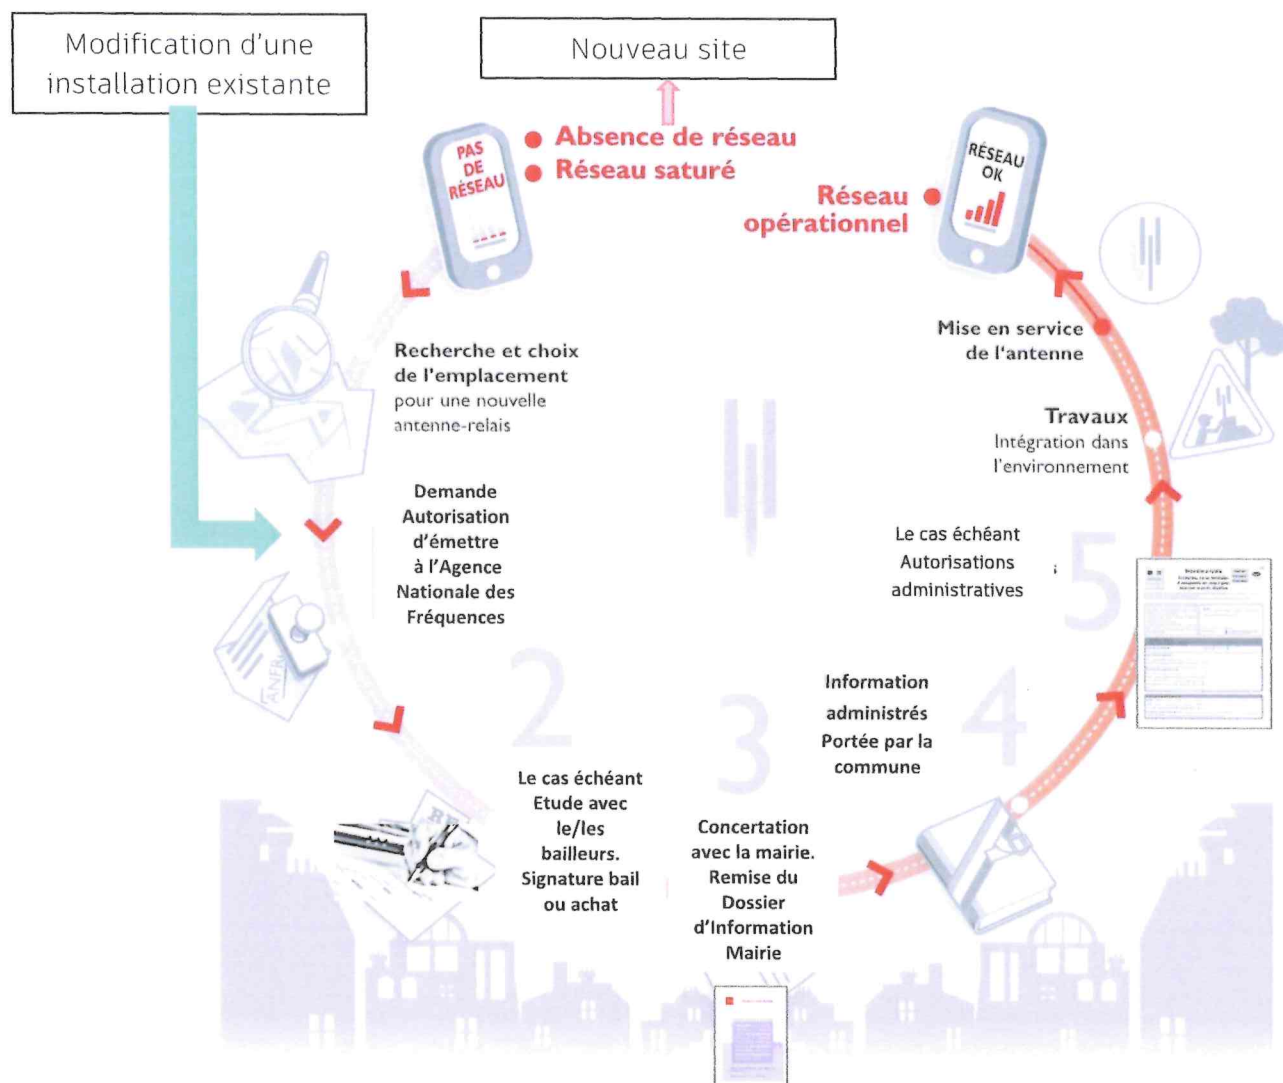 Modification d'une
installation existante
Nouveau site
PAS
DE
RÉSEAU
Absence de réseau
Réseau saturé
Recherche et choix
de l'emplacement
pour une nouvelle
antenne-relais
Demande
Autorisation
d'émettre
à l'Agence
Nationale des
Fréquences
ANFR
2
Le cas échéant
Etude avec
le/les
bailleurs.
Signature bail
ou achat
3
Concertation
avec la mairie.
Remise du
Dossier
d'Information
Mairie
4
Information
administrés
Portée par la
commune
5
Le cas échéant
Autorisations
administratives
Travaux
Intégration dans
l'environnement
Mise en service
de l'antenne
Réseau
opérationnel
RÉSEAU
OK